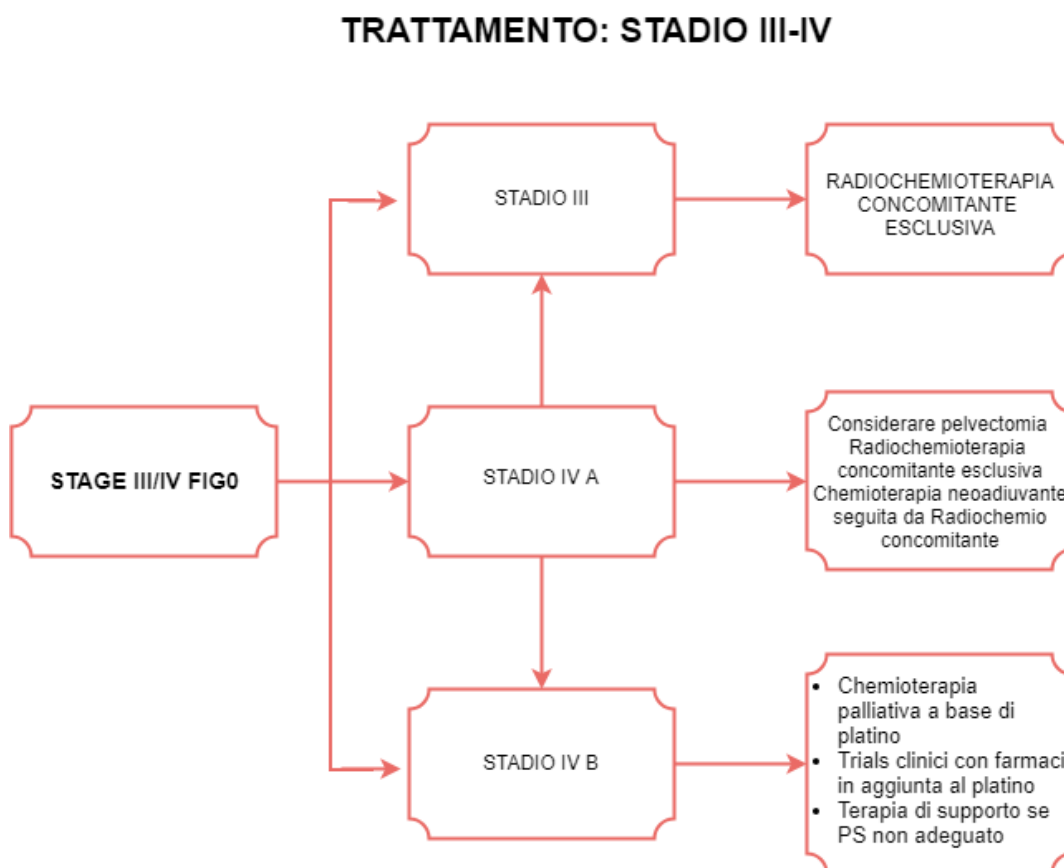 TRATTAMENTO: STADIO III-IV
STADIO III
RADIOCHEMIOTERAPIA
CONCOMITANTE
ESCLUSIVA
STAGE III/IV FIG0
STADIO IV A
Considerare pelvectomia
Radiochemioterapia
concomitante esclusiva
Chemioterapia neoadiuvante
seguita da Radiochemio
concomitante
STADIO IV B
• Chemioterapia
palliativa a base di
platino
• Trials clinici con farmaci
in aggiunta al platino
• Terapia di supporto se
PS non adeguato